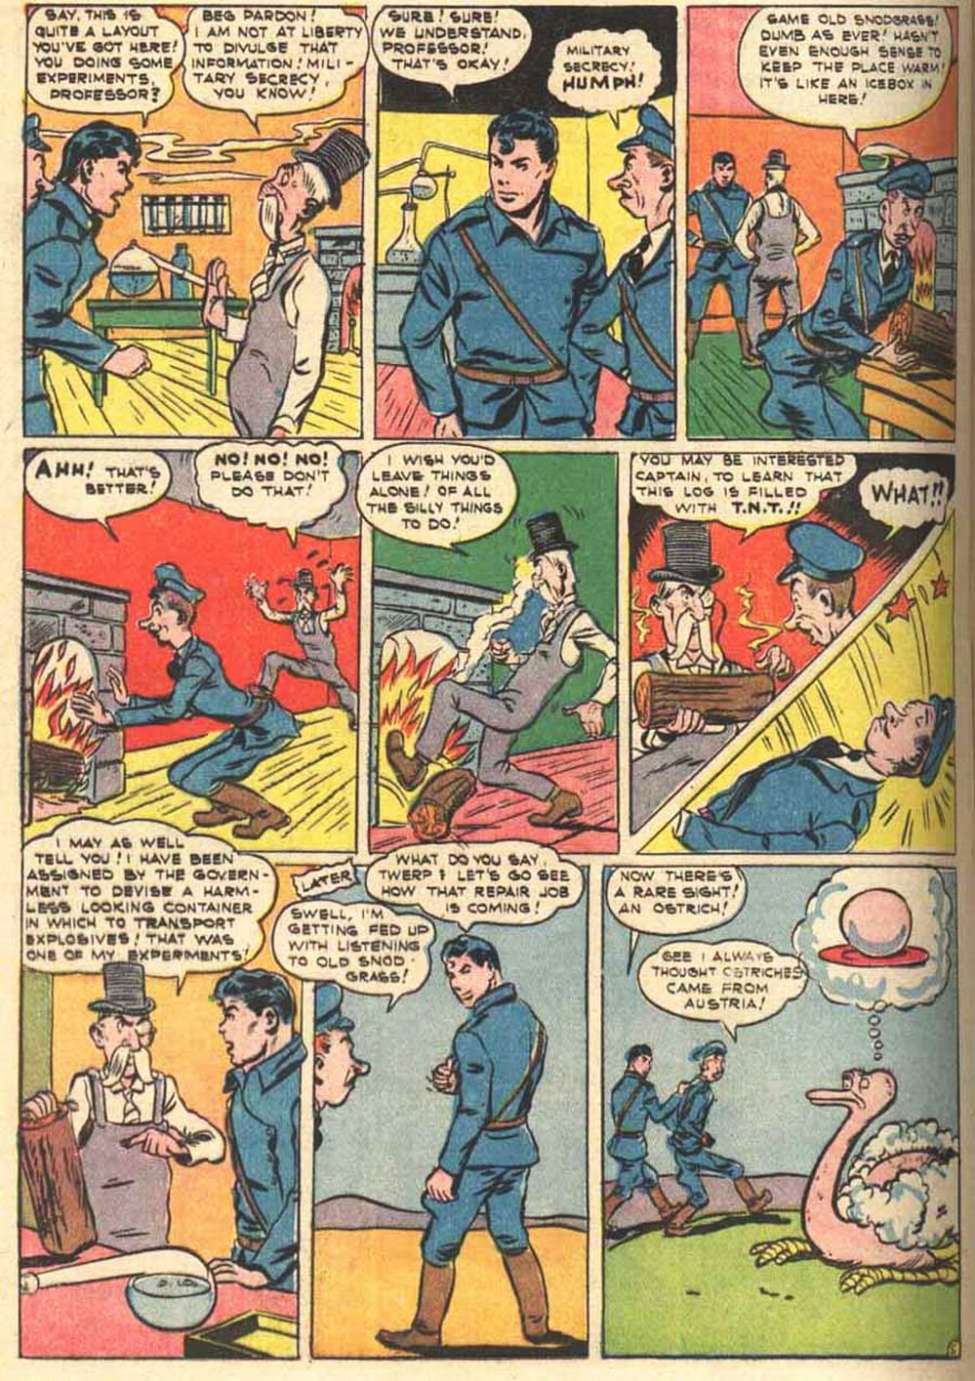 SAY, THIS IS
QUITE A LAYOUT
YOU'VE GOT HERE!
YOU DOING SOME
EXPERIMENTS,
PROFESSOR?
BEG PARDON!
I AM NOT AT LIBERTY
TO DIVULGE THAT
INFORMATION! MILI-
TARY SECRECY,
YOU KNOW!
SURE! SURE!
WE UNDERSTAND,
PROFESSOR!
THAT'S OKAY!
MILITARY
SECRECY!
HUMPH!
SAME OLD SNODGRASS!
DUMB AS EVER! HASN'T
EVEN ENOUGH SENSE TO
KEEP THE PLACE WARM!
IT'S LIKE AN ICEBOX IN
HERE!
AHH! THAT'S
BETTER!
NO! NO! NO!
PLEASE DON'T
DO THAT!
I WISH YOU'D
LEAVE THINGS
ALONE! OF ALL
THE SILLY THINGS
TO DO!
YOU MAY BE INTERESTED
CAPTAIN, TO LEARN THAT
THIS LOG IS FILLED
WITH T.N.T.!!
WHAT!!
I MAY AS WELL
TELL YOU! I HAVE BEEN
ASSIGNED BY THE GOVERN-
MENT TO DEVISE A HARM-
LESS LOOKING CONTAINER
IN WHICH TO TRANSPORT
EXPLOSIVES! THAT WAS
ONE OF MY EXPERIMENTS!
LATER
WHAT DO YOU SAY,
TWERP? LET'S GO SEE
HOW THAT REPAIR JOB
IS COMING!
SWELL, I'M
GETTING FED UP
WITH LISTENING
TO OLD SNOD-
GRASS!
NOW THERE'S
A RARE SIGHT!
AN OSTRICH!
GEE I ALWAYS
THOUGHT OSTRICHES
CAME FROM
AUSTRIA!
5